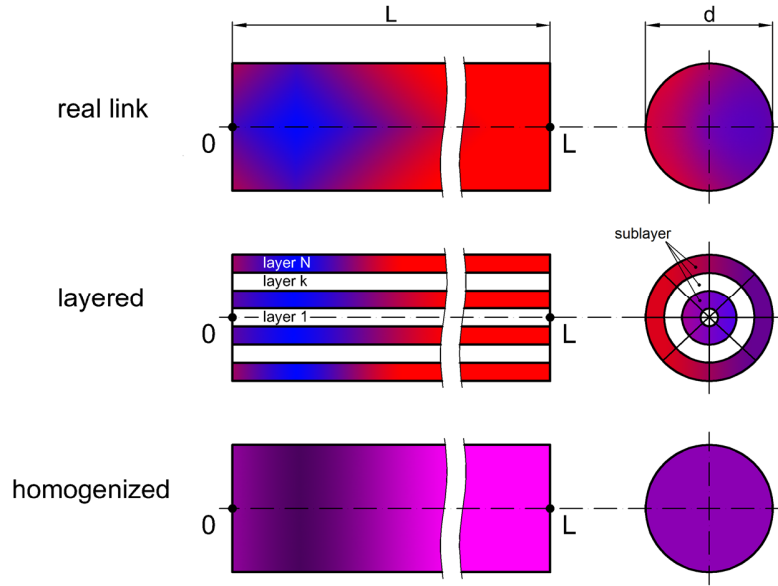 L
d
real link
0
L
sublayer
layer N
layer k
layered
layer 1
0
L
homogenized
0
L